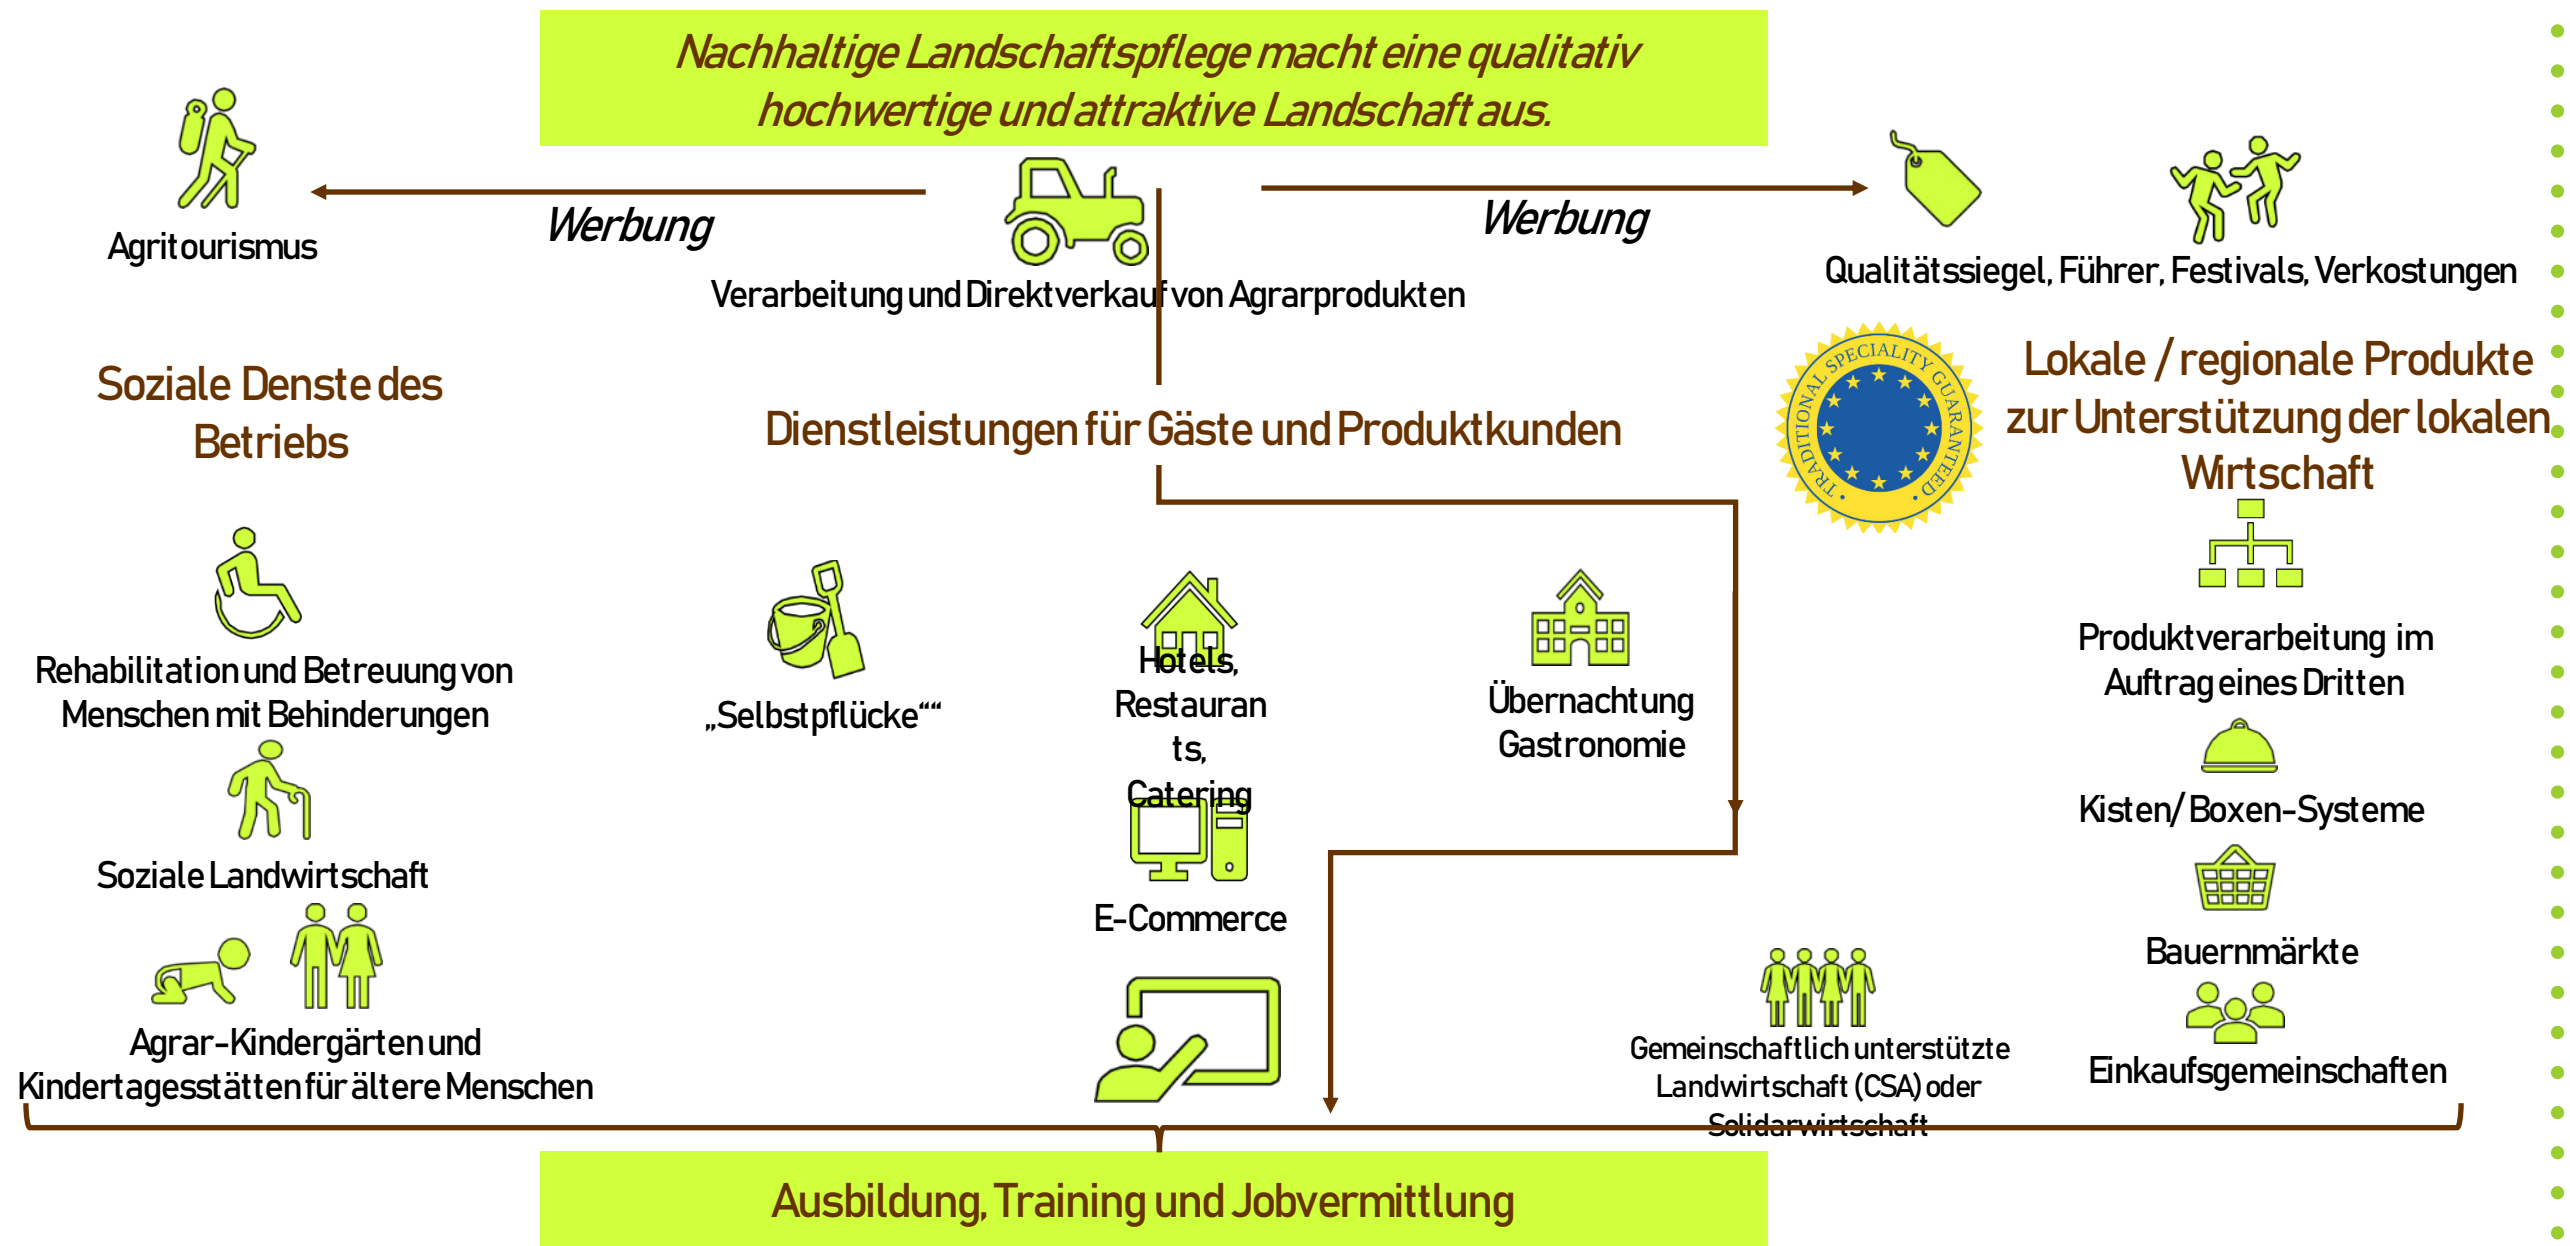 Nachhaltige Landschaftspflege macht eine qualitativ
hochwertige und attraktive Landschaft aus.
Agritourismus
Werbung
Werbung
Verarbeitung und Direktverkauf von Agrarprodukten
Qualitätssiegel, Führer, Festivals, Verkostungen
Soziale Denste des
Betriebs
Dienstleistungen für Gäste und Produktkunden
TRADITIONAL SPECIALITY GUARANTEED
Lokale / regionale Produkte
zur Unterstützung der lokalen
Wirtschaft
Rehabilitation und Betreuung von
Menschen mit Behinderungen
Soziale Landwirtschaft
Agrar-Kindergärten und
Kindertagesstätten für ältere Menschen
„Selbstpflücke““
Hotels,
Restauran
ts,
Catering
E-Commerce
Übernachtung
Gastronomie
Produktverarbeitung im
Auftrag eines Dritten
Kisten/ Boxen-Systeme
Bauernmärkte
Einkaufsgemeinschaften
Gemeinschaftlich unterstützte
Landwirtschaft (CSA) oder
Solidarwirtschaft
Ausbildung, Training und Jobvermittlung